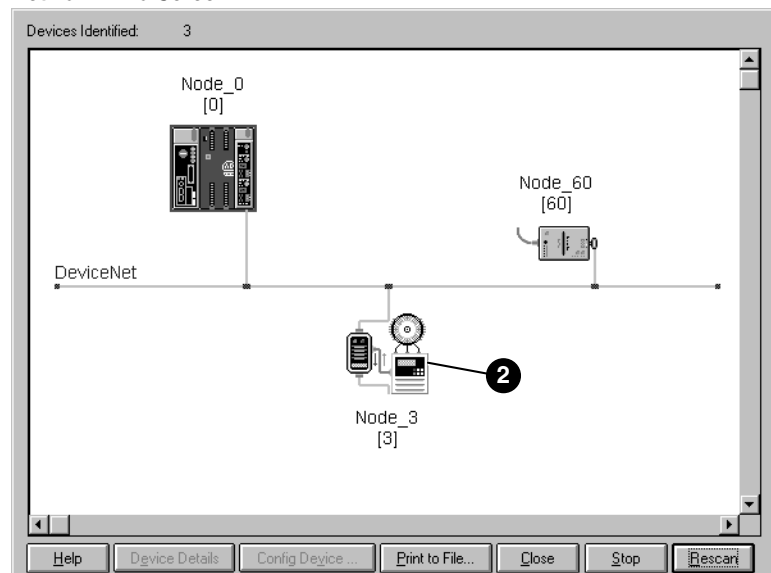 Devices Identified: 3
Node_0
[0]
Node_60
[60]
DeviceNet
2
Node_3
[3]
Help Device Details Config Device ... Print to File... Close Stop Rescan